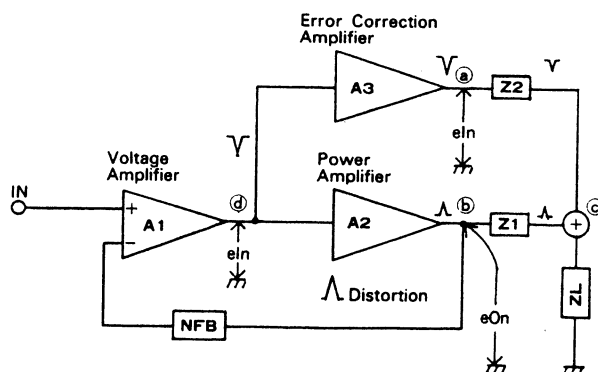 Error Correction
Amplifier
A3
ⓐ
Z2
eIn
Voltage
Amplifier
Power
Amplifier
IN
+
A1
−
ⓓ
A2
ⓑ
Z1
+
ⓒ
eIn
Distortion
eOn
ZL
NFB